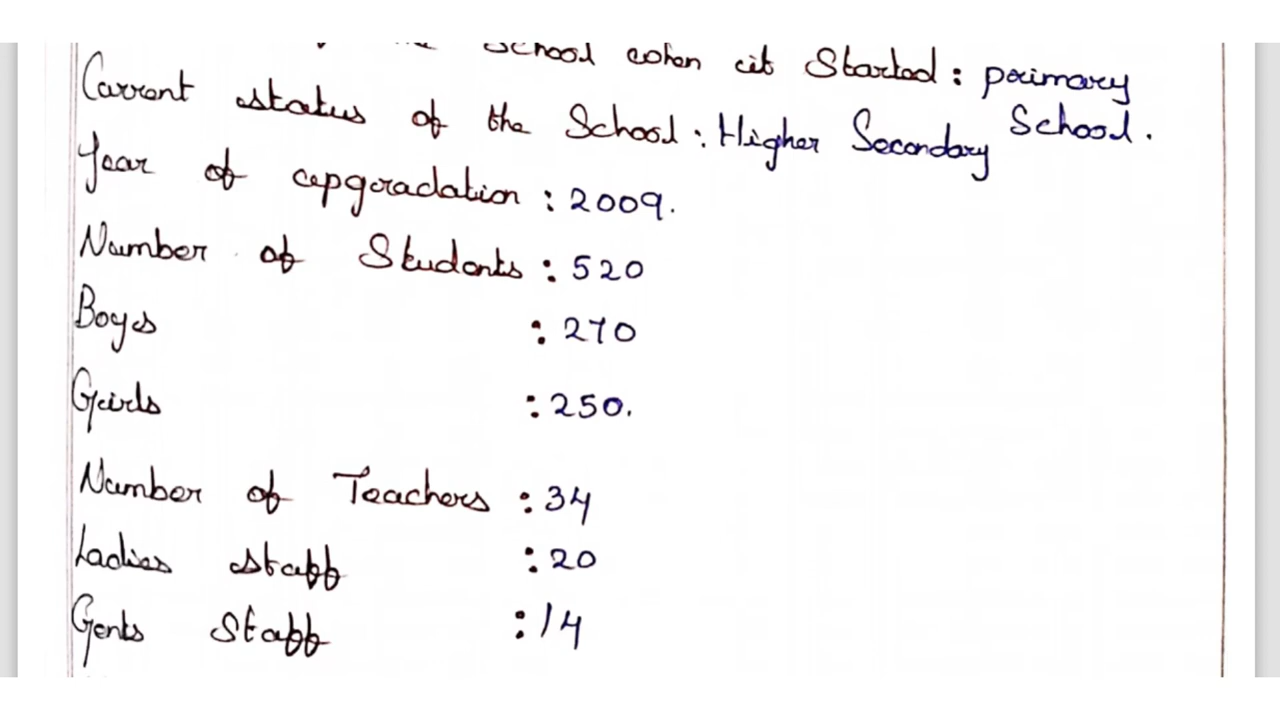 School when it Started : primary
School.
Current status of the School : Higher Secondary
Year of upgradation : 2009.
Number of Students : 520
Boys : 270
Girls : 250.
Number of Teachers : 34
Ladies staff : 20
Gents Staff : 14